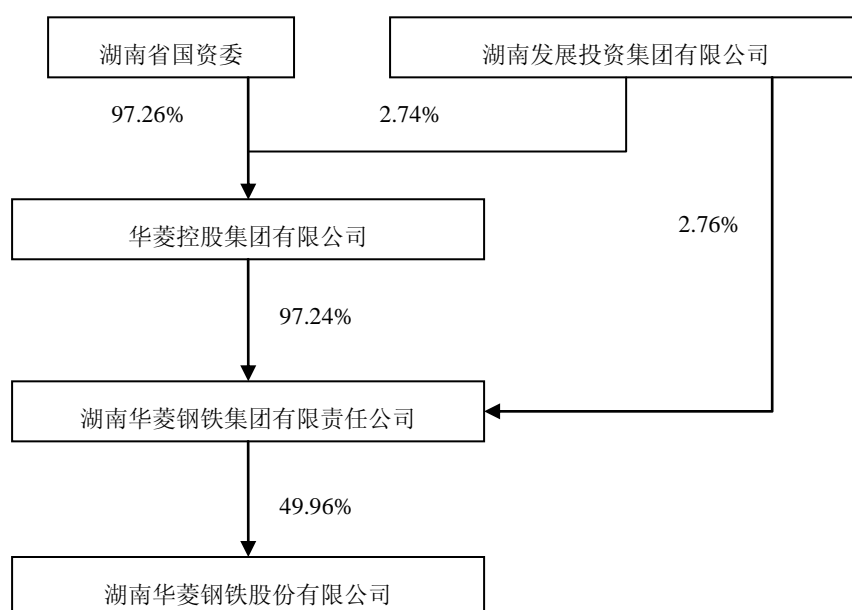 湖南省国资委
湖南发展投资集团有限公司
97.26%
2.74%
华菱控股集团有限公司
2.76%
97.24%
湖南华菱钢铁集团有限责任公司
49.96%
湖南华菱钢铁股份有限公司